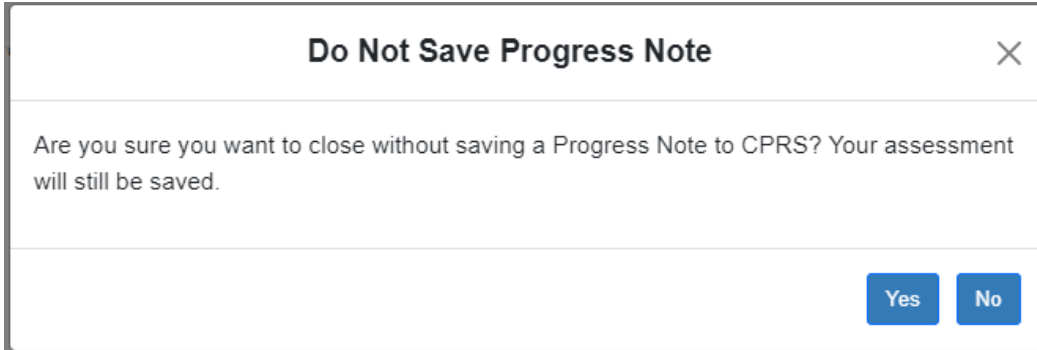 Do Not Save Progress Note
Are you sure you want to close without saving a Progress Note to CPRS? Your assessment
will still be saved.
Yes No